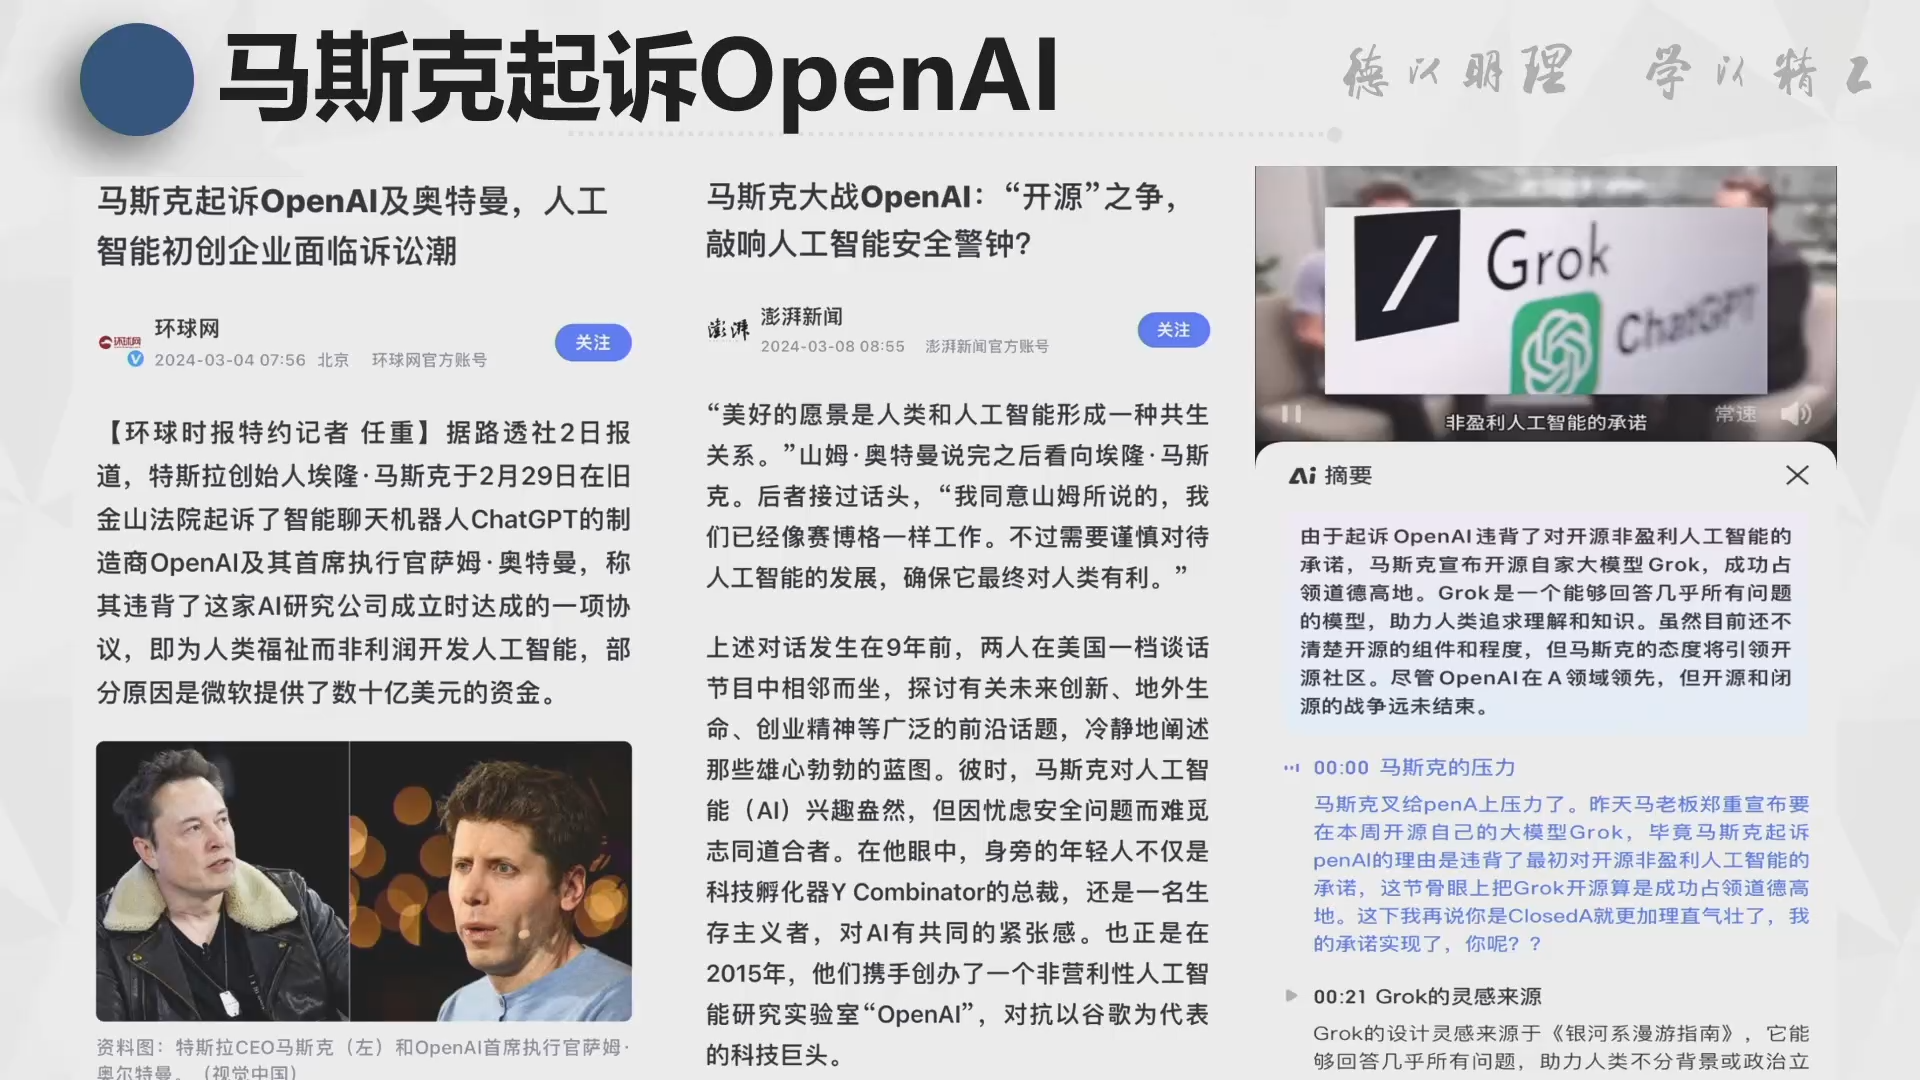 马斯克起诉OpenAI
德以明理 学以精工
马斯克起诉OpenAI及奥特曼，人工
智能初创企业面临诉讼潮
环球网
环球网
2024-03-04 07:56 北京 环球网官方账号
关注
【环球时报特约记者 任重】据路透社2日报
道，特斯拉创始人埃隆·马斯克于2月29日在旧
金山法院起诉了智能聊天机器人ChatGPT的制
造商OpenAI及其首席执行官萨姆·奥特曼，称
其违背了这家AI研究公司成立时达成的一项协
议，即为人类福祉而非利润开发人工智能，部
分原因是微软提供了数十亿美元的资金。
资料图：特斯拉CEO马斯克（左）和OpenAI首席执行官萨姆·
奥尔特曼。（视觉中国）
马斯克大战OpenAI：“开源”之争，
敲响人工智能安全警钟？
澎湃
澎湃新闻
2024-03-08 08:55 澎湃新闻官方账号
关注
“美好的愿景是人类和人工智能形成一种共生
关系。”山姆·奥特曼说完之后看向埃隆·马斯
克。后者接过话头，“我同意山姆所说的，我
们已经像赛博格一样工作。不过需要谨慎对待
人工智能的发展，确保它最终对人类有利。”
上述对话发生在9年前，两人在美国一档谈话
节目中相邻而坐，探讨有关未来创新、地外生
命、创业精神等广泛的前沿话题，冷静地阐述
那些雄心勃勃的蓝图。彼时，马斯克对人工智
能（AI）兴趣盎然，但因忧虑安全问题而难觅
志同道合者。在他眼中，身旁的年轻人不仅是
科技孵化器Y Combinator的总裁，还是一名生
存主义者，对AI有共同的紧张感。也正是在
2015年，他们携手创办了一个非营利性人工智
能研究实验室“OpenAI”，对抗以谷歌为代表
的科技巨头。
Grok
ChatGPT
非盈利人工智能的承诺
常速
Ai 摘要
由于起诉OpenAI违背了对开源非盈利人工智能的
承诺，马斯克宣布开源自家大模型Grok，成功占
领道德高地。Grok是一个能够回答几乎所有问题
的模型，助力人类追求理解和知识。虽然目前还不
清楚开源的组件和程度，但马斯克的态度将引领开
源社区。尽管OpenAI在A领域领先，但开源和闭
源的战争远未结束。
00:00 马斯克的压力
马斯克叉给penA上压力了。昨天马老板郑重宣布要
在本周开源自己的大模型Grok，毕竟马斯克起诉
penAI的理由是违背了最初对开源非盈利人工智能的
承诺，这节骨眼上把Grok开源算是成功占领道德高
地。这下我再说你是ClosedA就更加理直气壮了，我
的承诺实现了，你呢？？
00:21 Grok的灵感来源
Grok的设计灵感来源于《银河系漫游指南》，它能
够回答几乎所有问题，助力人类不分背景或政治立